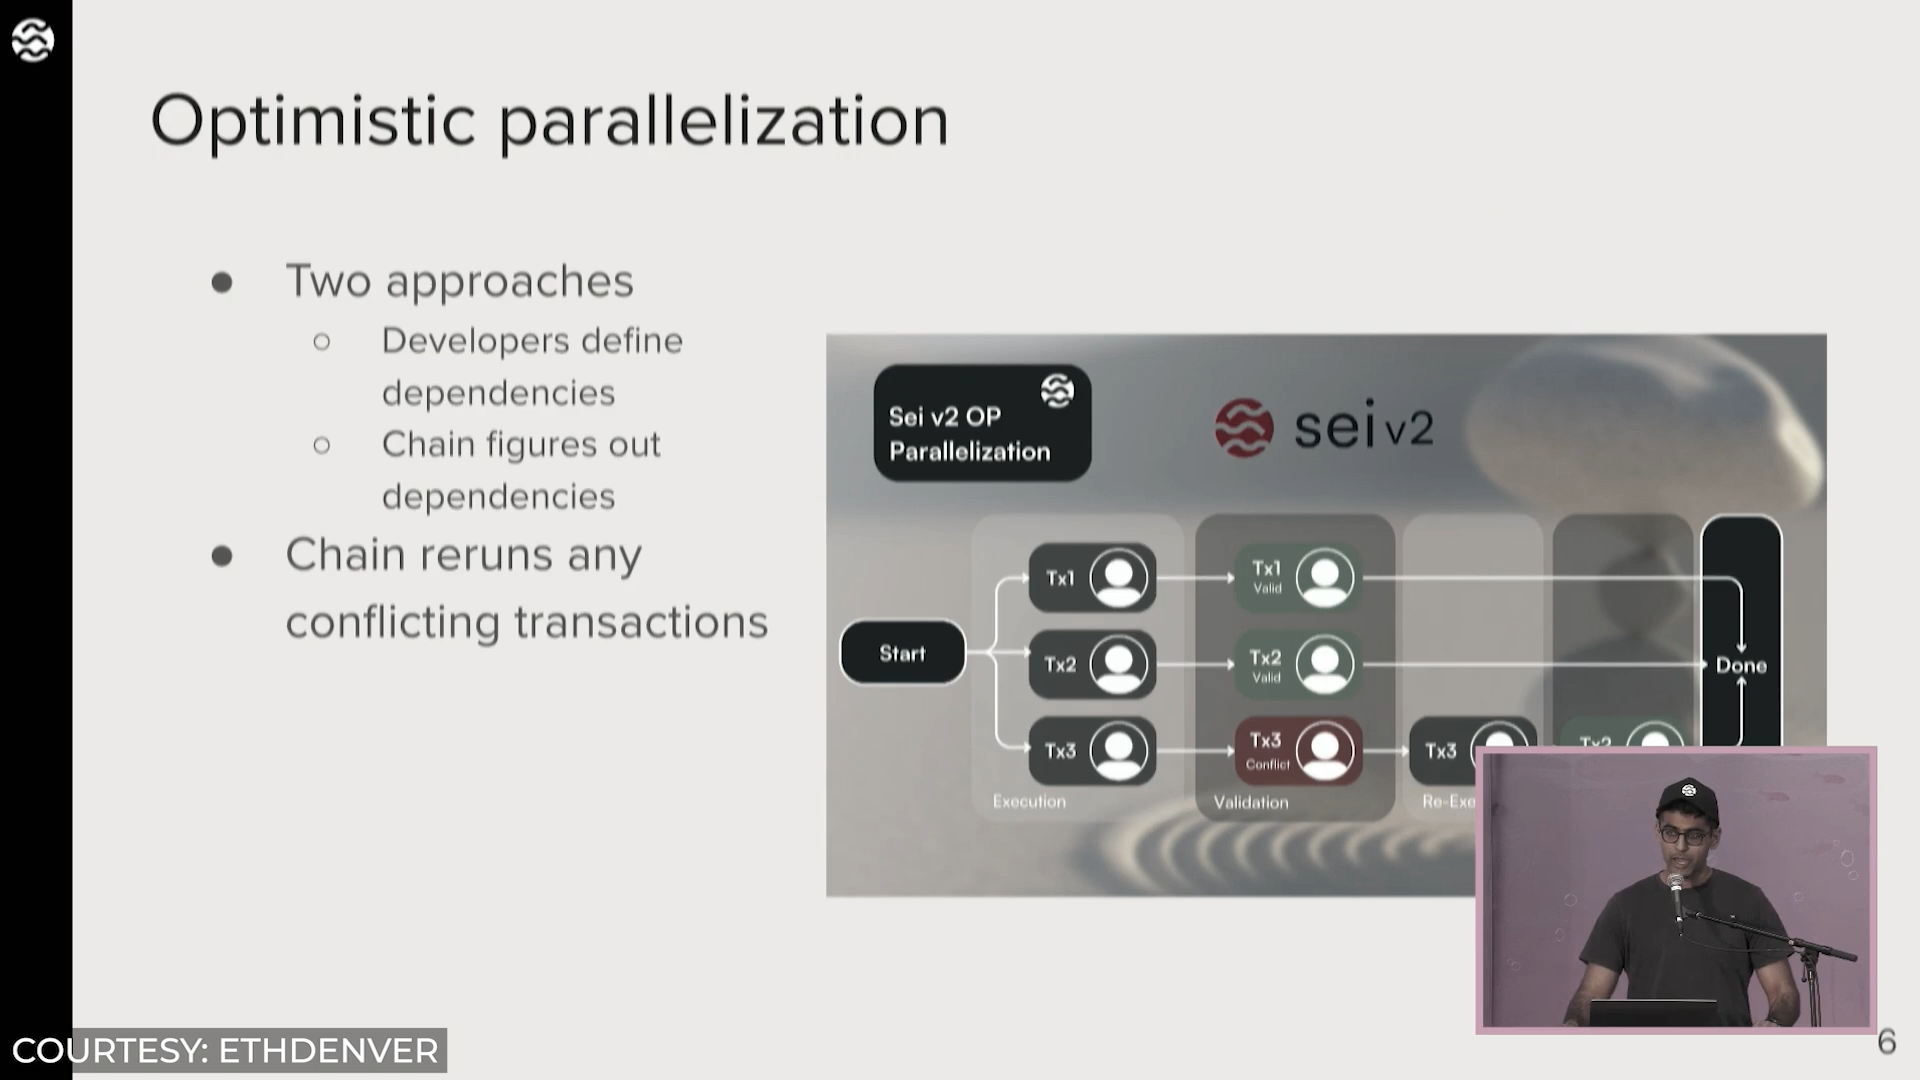 Optimistic parallelization
Two approaches
Developers define
dependencies
Chain figures out
dependencies
Chain reruns any
conflicting transactions
Sei v2 OP
Parallelization
sei v2
Start
Tx1
Tx2
Tx3
Execution
Tx1
Valid
Tx2
Valid
Tx3
Conflict
Validation
Tx3
Re-Exe
Done
COURTESY: ETHDENVER
6